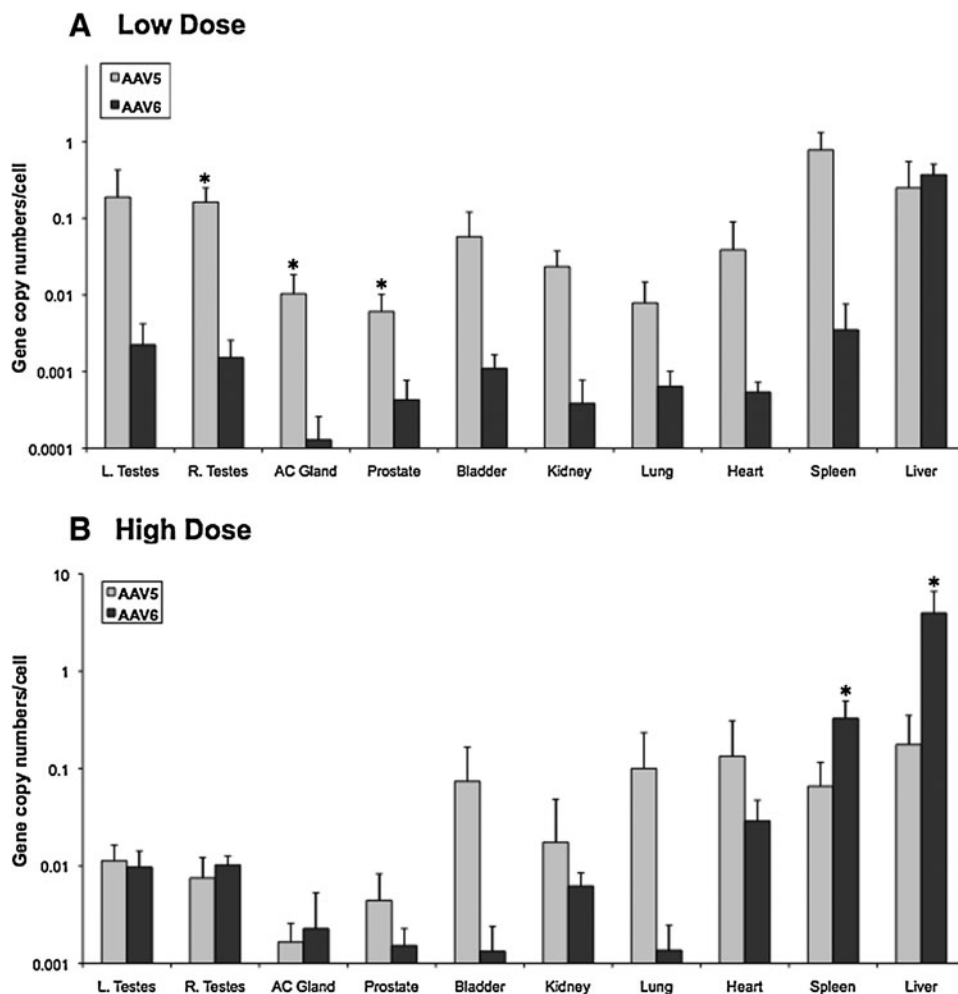 A Low Dose
AAV5
AAV6
Gene copy numbers/cell
1
0.1
0.01
0.001
0.0001
* * *
L. Testes R. Testes AC Gland Prostate Bladder Kidney Lung Heart Spleen Liver
B High Dose
AAV5
AAV6
Gene copy numbers/cell
10
1
0.1
0.01
0.001
* *
L. Testes R. Testes AC Gland Prostate Bladder Kidney Lung Heart Spleen Liver